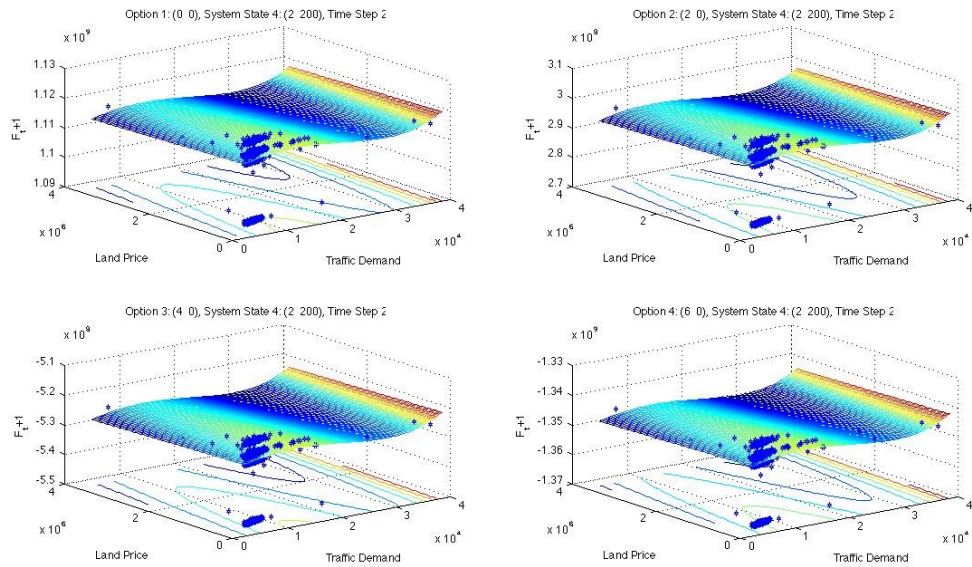 Option 1: (0 0), System State 4: (2 200), Time Step 2
x 10^9
1.13
1.12
1.11
1.1
1.09
F_t+1
4
2
0
x 10^6
Land Price
0
1
2
3
4
x 10^4
Traffic Demand
Option 2: (2 0), System State 4: (2 200), Time Step 2
x 10^9
3.1
3
2.9
2.8
2.7
F_t+1
4
2
0
x 10^6
Land Price
0
1
2
3
4
x 10^4
Traffic Demand
Option 3: (4 0), System State 4: (2 200), Time Step 2
x 10^9
-5.1
-5.2
-5.3
-5.4
-5.5
F_t+1
4
2
0
x 10^6
Land Price
0
1
2
3
4
x 10^4
Traffic Demand
Option 4: (6 0), System State 4: (2 200), Time Step 2
x 10^9
-1.33
-1.34
-1.35
-1.36
-1.37
F_t+1
4
2
0
x 10^6
Land Price
0
1
2
3
4
x 10^4
Traffic Demand